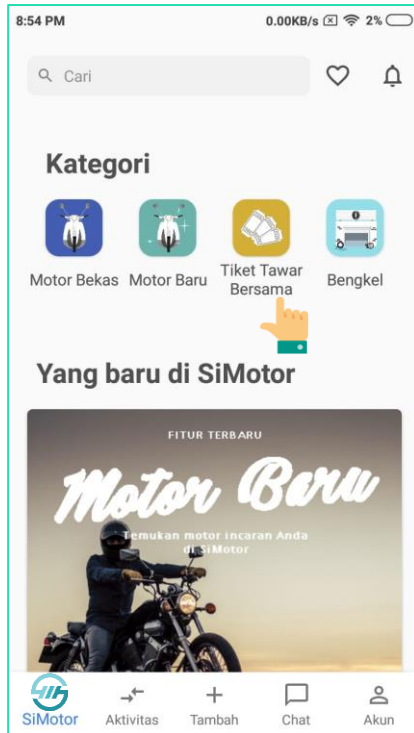 8:54 PM 0.00KB/s 2%
Cari
Kategori
Motor Bekas
Motor Baru
Tiket Tawar
Bersama
Bengkel
Yang baru di SiMotor
FITUR TERBARU
Motor Baru
Temukan motor incaran Anda
di SiMotor
SiMotor
Aktivitas
Tambah
Chat
Akun